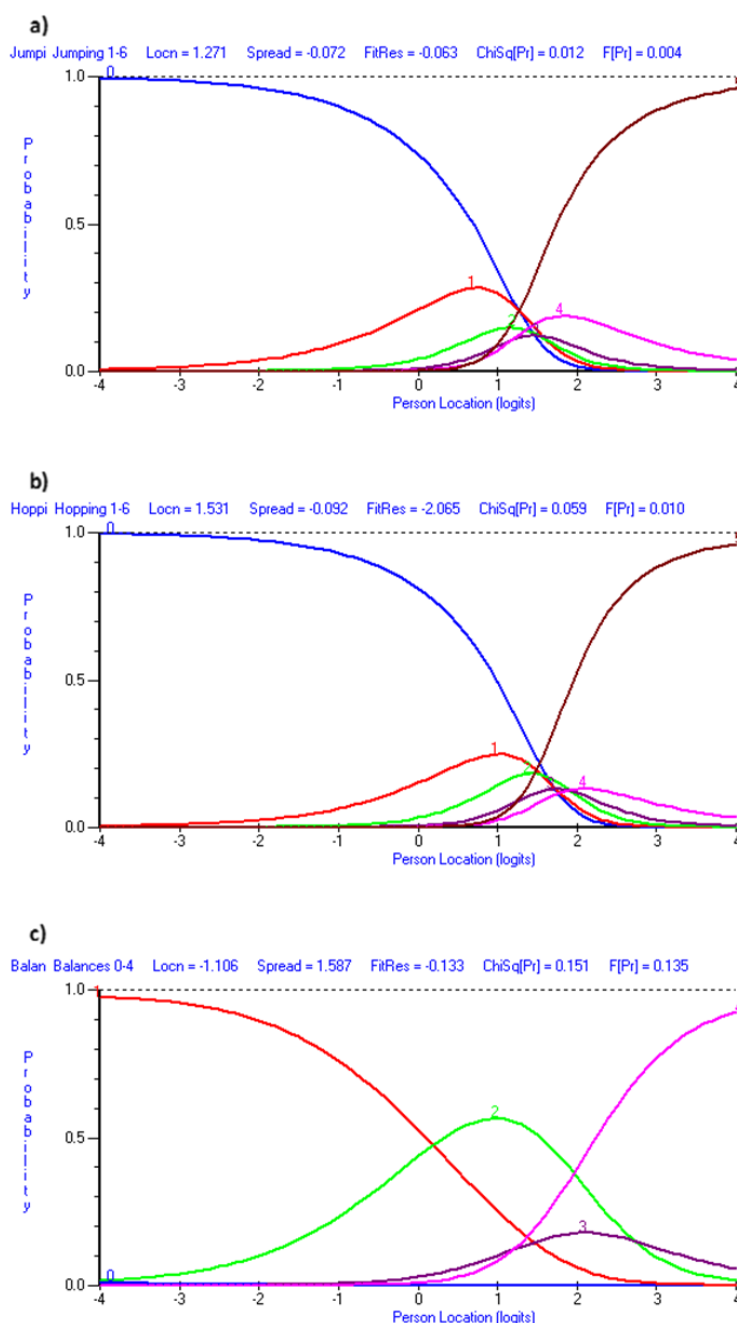 a)
Jumpi Jumping 1-6 Locn = 1.271 Spread = -0.072 FitRes = -0.063 ChiSq[Pr] = 0.012 F[Pr] = 0.004
1.0
0
Probability
0.5
1
2
4
0.0
-4 -3 -2 -1 0 1 2 3 4
Person Location (logits)
b)
Hoppi Hopping 1-6 Locn = 1.531 Spread = -0.092 FitRes = -2.065 ChiSq[Pr] = 0.059 F[Pr] = 0.010
1.0
0
Probability
0.5
1
2
4
0.0
-4 -3 -2 -1 0 1 2 3 4
Person Location (logits)
c)
Balan Balances 0-4 Locn = -1.106 Spread = 1.587 FitRes = -0.133 ChiSq[Pr] = 0.151 F[Pr] = 0.135
1.0
Probability
2
0.5
3
0
0.0
-4 -3 -2 -1 0 1 2 3 4
Person Location (logits)